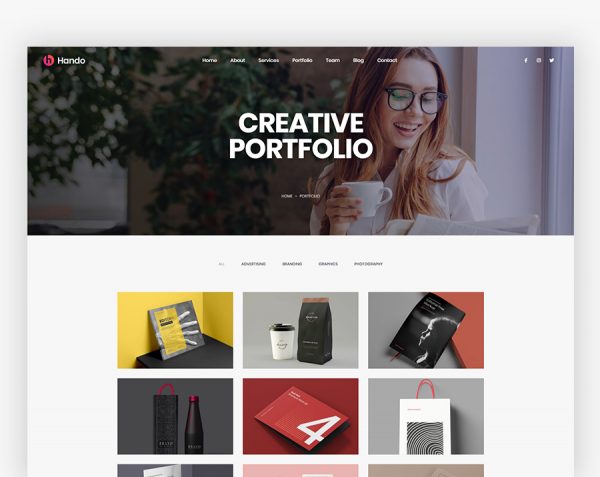 Hando
Home About Services Portfolio Team Blog Contact
CREATIVE
PORTFOLIO
HOME - PORTFOLIO
ALL ADVERTISING BRANDING GRAPHICS PHOTOGRAPHY
4